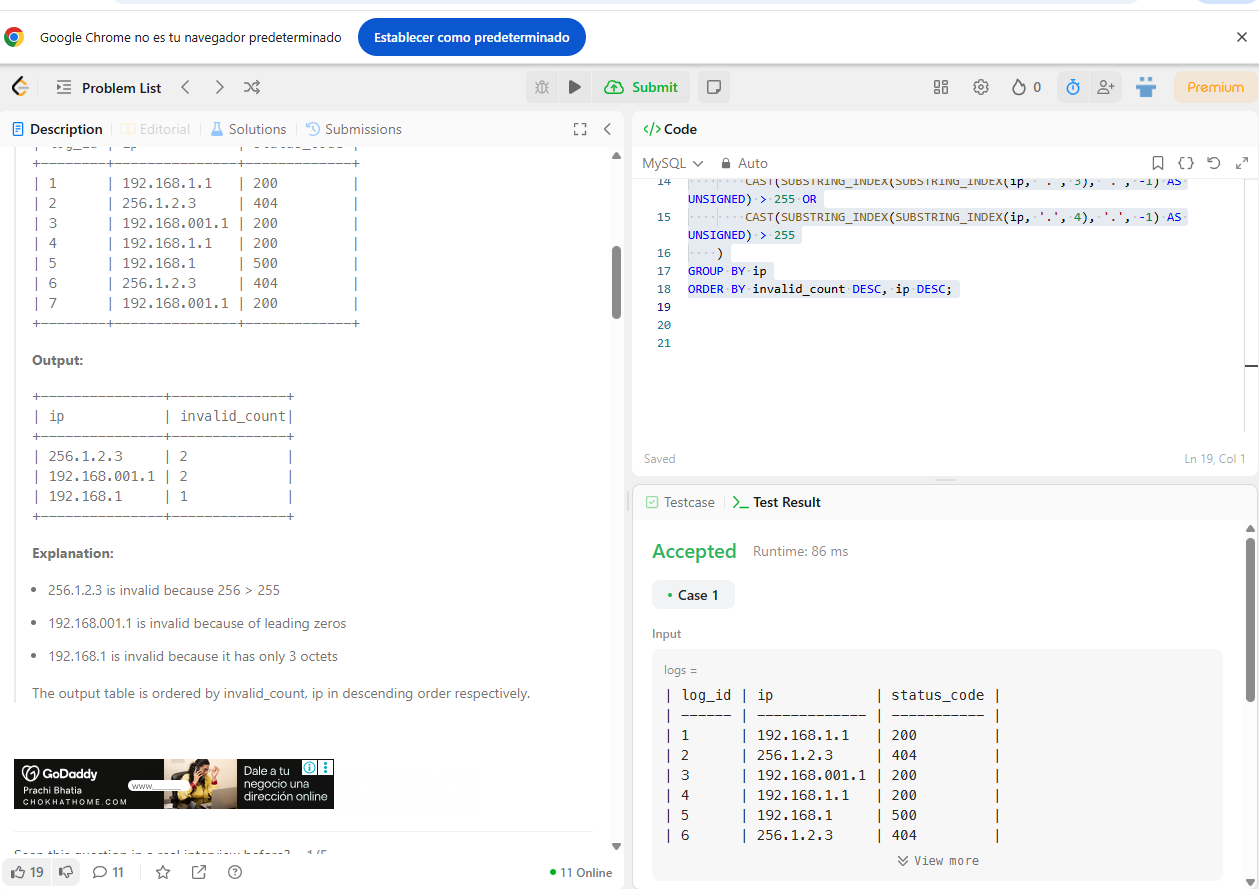 Google Chrome no es tu navegador predeterminado
Establecer como predeterminado
Problem List
Submit
0
Premium
Description
Editorial
Solutions
Submissions
| 1 | 192.168.1.1 | 200 |
| 2 | 256.1.2.3 | 404 |
| 3 | 192.168.001.1 | 200 |
| 4 | 192.168.1.1 | 200 |
| 5 | 192.168.1 | 500 |
| 6 | 256.1.2.3 | 404 |
| 7 | 192.168.001.1 | 200 |
Output:
| ip | invalid_count|
| 256.1.2.3 | 2 |
| 192.168.001.1 | 2 |
| 192.168.1 | 1 |
Explanation:
256.1.2.3 is invalid because 256 > 255
192.168.001.1 is invalid because of leading zeros
192.168.1 is invalid because it has only 3 octets
The output table is ordered by invalid_count, ip in descending order respectively.
GoDaddy
Prachi Bhatia
CHOKHATHOME.COM
www.
Dale a tu
negocio una
dirección online
Seen this question in a real interview before? 1/5
19
11
11 Online
</> Code
MySQL
Auto
14 CAST(SUBSTRING_INDEX(SUBSTRING_INDEX(ip, '.', 3), '.', -1) AS
UNSIGNED) > 255 OR
15 CAST(SUBSTRING_INDEX(SUBSTRING_INDEX(ip, '.', 4), '.', -1) AS
UNSIGNED) > 255
16 )
17 GROUP BY ip
18 ORDER BY invalid_count DESC, ip DESC;
19
20
21
Saved
Ln 19, Col 1
Testcase
Test Result
Accepted
Runtime: 86 ms
Case 1
Input
logs =
| log_id | ip | status_code |
| ------ | ------------- | ----------- |
| 1 | 192.168.1.1 | 200 |
| 2 | 256.1.2.3 | 404 |
| 3 | 192.168.001.1 | 200 |
| 4 | 192.168.1.1 | 200 |
| 5 | 192.168.1 | 500 |
| 6 | 256.1.2.3 | 404 |
View more